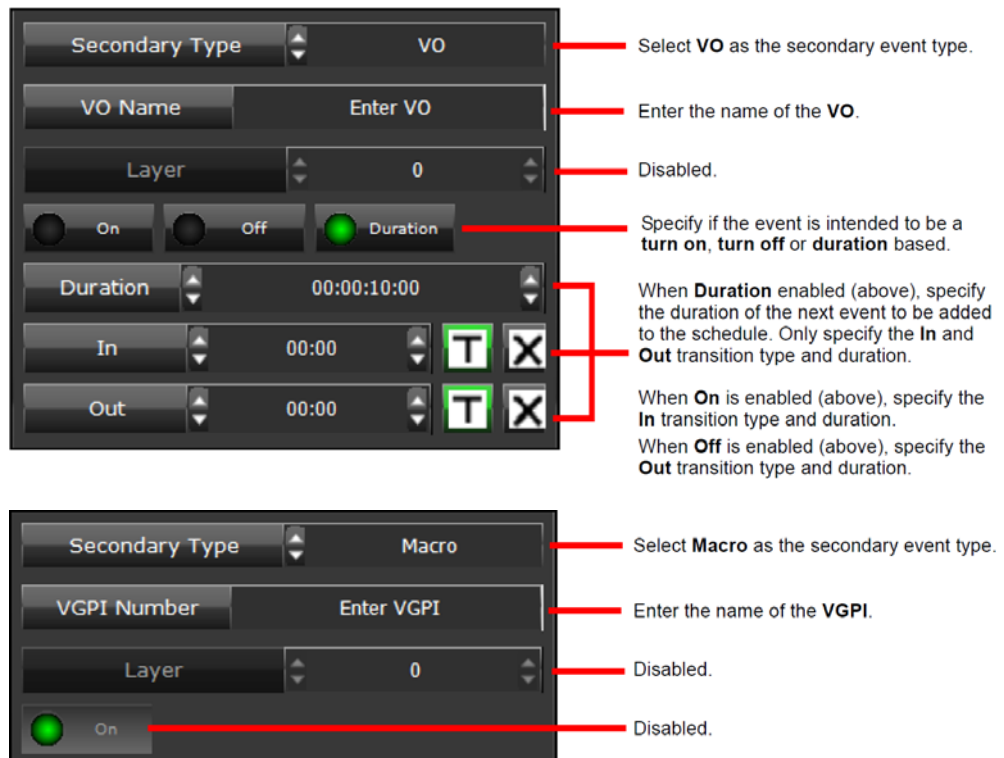 Secondary Type VO Select VO as the secondary event type.
VO Name Enter VO Enter the name of the VO.
Layer 0 Disabled.
On Off Duration Specify if the event is intended to be a
turn on, turn off or duration based.
Duration 00:00:10:00 When Duration enabled (above), specify
the duration of the next event to be added
to the schedule. Only specify the In and
Out transition type and duration.
In 00:00 T X
When On is enabled (above), specify the
In transition type and duration.
Out 00:00 T X
When Off is enabled (above), specify the
Out transition type and duration.
Secondary Type Macro Select Macro as the secondary event type.
VGPI Number Enter VGPI Enter the name of the VGPI.
Layer 0 Disabled.
On Disabled.